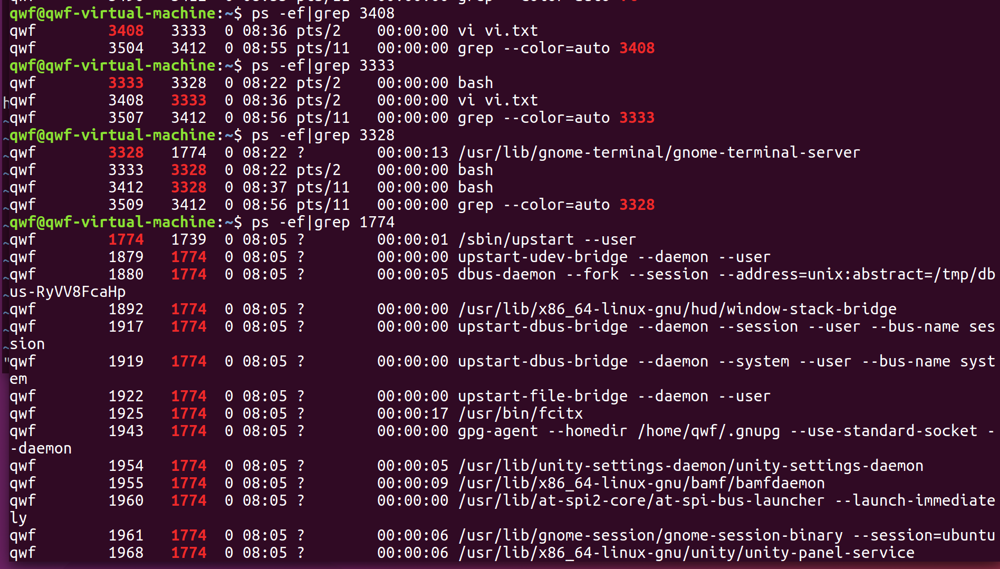 qwf@qwf-virtual-machine:~$ ps -ef|grep 3408
qwf 3408 3333 0 08:36 pts/2 00:00:00 vi vi.txt
qwf 3504 3412 0 08:55 pts/11 00:00:00 grep --color=auto 3408
qwf@qwf-virtual-machine:~$ ps -ef|grep 3333
qwf 3333 3328 0 08:22 pts/2 00:00:00 bash
qwf 3408 3333 0 08:36 pts/2 00:00:00 vi vi.txt
qwf 3507 3412 0 08:56 pts/11 00:00:00 grep --color=auto 3333
qwf@qwf-virtual-machine:~$ ps -ef|grep 3328
qwf 3328 1774 0 08:22 ? 00:00:13 /usr/lib/gnome-terminal/gnome-terminal-server
qwf 3333 3328 0 08:22 pts/2 00:00:00 bash
qwf 3412 3328 0 08:37 pts/11 00:00:00 bash
qwf 3509 3412 0 08:56 pts/11 00:00:00 grep --color=auto 3328
qwf@qwf-virtual-machine:~$ ps -ef|grep 1774
qwf 1774 1739 0 08:05 ? 00:00:01 /sbin/upstart --user
qwf 1879 1774 0 08:05 ? 00:00:00 upstart-udev-bridge --daemon --user
qwf 1880 1774 0 08:05 ? 00:00:05 dbus-daemon --fork --session --address=unix:abstract=/tmp/db
us-RyVV8FcaHp
qwf 1892 1774 0 08:05 ? 00:00:00 /usr/lib/x86_64-linux-gnu/hud/window-stack-bridge
qwf 1917 1774 0 08:05 ? 00:00:00 upstart-dbus-bridge --daemon --session --user --bus-name ses
sion
qwf 1919 1774 0 08:05 ? 00:00:00 upstart-dbus-bridge --daemon --system --user --bus-name syst
em
qwf 1922 1774 0 08:05 ? 00:00:00 upstart-file-bridge --daemon --user
qwf 1925 1774 0 08:05 ? 00:00:17 /usr/bin/fcitx
qwf 1943 1774 0 08:05 ? 00:00:00 gpg-agent --homedir /home/qwf/.gnupg --use-standard-socket -
-daemon
qwf 1954 1774 0 08:05 ? 00:00:05 /usr/lib/unity-settings-daemon/unity-settings-daemon
qwf 1955 1774 0 08:05 ? 00:00:09 /usr/lib/x86_64-linux-gnu/bamf/bamfdaemon
qwf 1960 1774 0 08:05 ? 00:00:00 /usr/lib/at-spi2-core/at-spi-bus-launcher --launch-immediate
ly
qwf 1961 1774 0 08:05 ? 00:00:06 /usr/lib/gnome-session/gnome-session-binary --session=ubuntu
qwf 1968 1774 0 08:05 ? 00:00:06 /usr/lib/x86_64-linux-gnu/unity/unity-panel-service